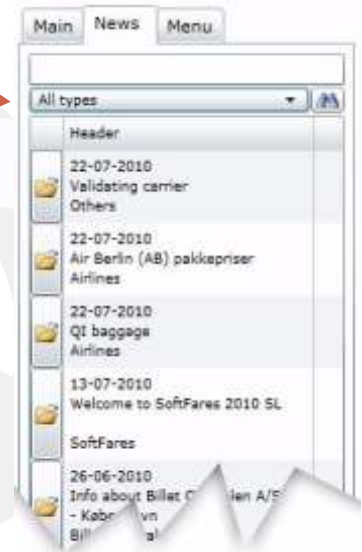 Main News Menu
All types
Header
22-07-2010
Validating carrier
Others
22-07-2010
Air Berlin (AB) pakkepriser
Airlines
22-07-2010
QI baggage
Airlines
13-07-2010
Welcome to SoftFares 2010 SL
SoftFares
26-06-2010
Info about Billet